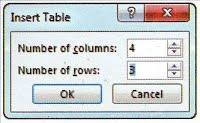 Insert Table
?
Number of columns: 4
Number of rows: 3
OK Cancel